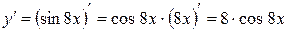 y′ = (sin 8x)′ = cos 8x · (8x)′ = 8 · cos 8x